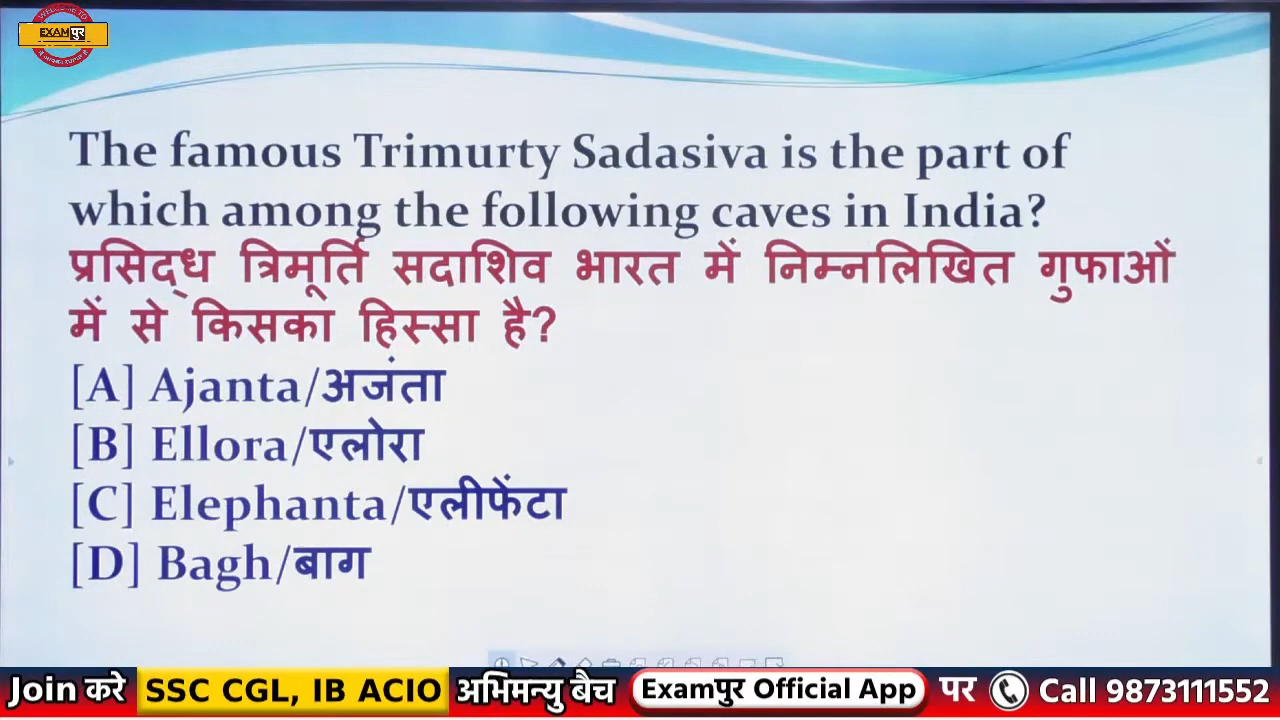 WELCOME TO
EXAMपुर
The famous Trimurty Sadasiva is the part of
which among the following caves in India?
प्रसिद्ध त्रिमूर्ति सदाशिव भारत में निम्नलिखित गुफाओं
में से किसका हिस्सा है?
[A] Ajanta/अजंता
[B] Ellora/एलोरा
[C] Elephanta/एलीफेंटा
[D] Bagh/बाग
Join करे SSC CGL, IB ACIO अभिमन्यु बैच Examपुर Official App पर Call 9873111552